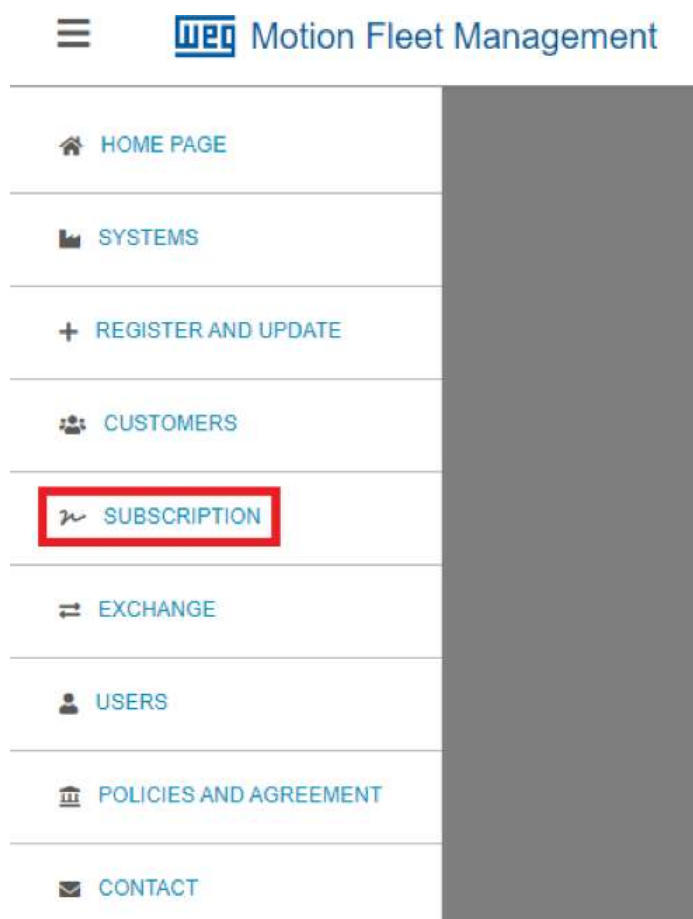 weg Motion Fleet Management
HOME PAGE
SYSTEMS
REGISTER AND UPDATE
CUSTOMERS
SUBSCRIPTION
EXCHANGE
USERS
POLICIES AND AGREEMENT
CONTACT